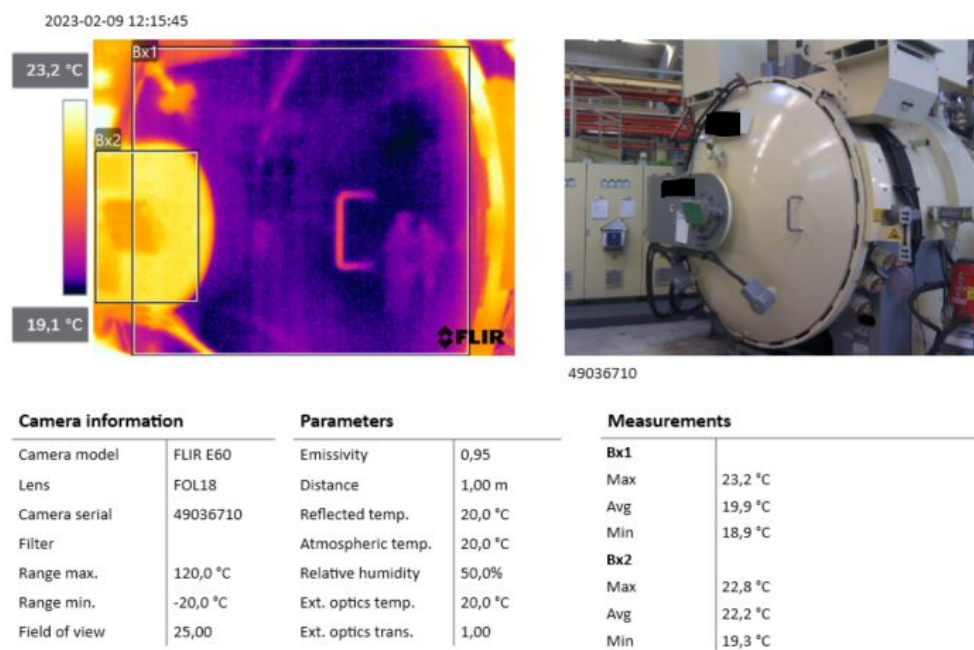 2023-02-09 12:15:45
23,2 °C
Bx1
Bx2
19,1 °C
FLIR
49036710
Camera information
Camera model FLIR E60
Lens FOL18
Camera serial 49036710
Filter
Range max. 120,0 °C
Range min. -20,0 °C
Field of view 25,00
Parameters
Emissivity 0,95
Distance 1,00 m
Reflected temp. 20,0 °C
Atmospheric temp. 20,0 °C
Relative humidity 50,0%
Ext. optics temp. 20,0 °C
Ext. optics trans. 1,00
Measurements
Bx1
Max 23,2 °C
Avg 19,9 °C
Min 18,9 °C
Bx2
Max 22,8 °C
Avg 22,2 °C
Min 19,3 °C